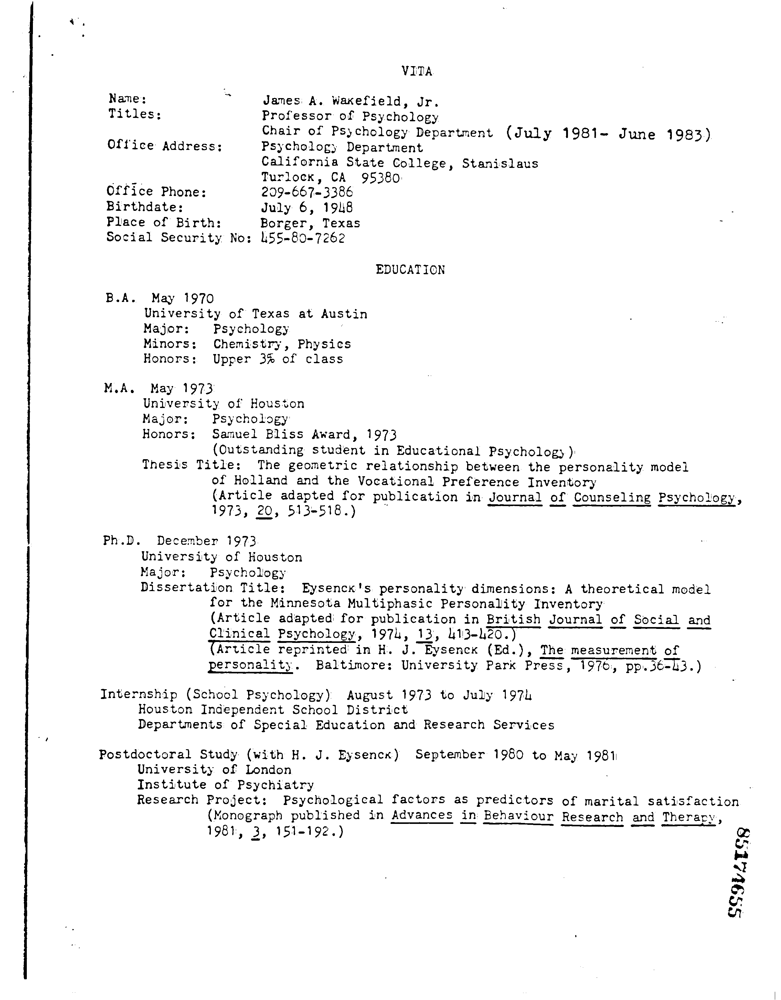 VITA
Name: James A. Wakefield, Jr.
Titles: Professor of Psychology
Chair of Psychology Department (July 1981- June 1983)
Office Address: Psychology Department
California State College, Stanislaus
Turlock, CA 95380
Office Phone: 209-667-3386
Birthdate: July 6, 1948
Place of Birth: Borger, Texas
Social Security No: 455-80-7262
EDUCATION
B.A. May 1970
University of Texas at Austin
Major: Psychology
Minors: Chemistry, Physics
Honors: Upper 3% of class
M.A. May 1973
University of Houston
Major: Psychology
Honors: Samuel Bliss Award, 1973
(Outstanding student in Educational Psychology)
Thesis Title: The geometric relationship between the personality model
of Holland and the Vocational Preference Inventory
(Article adapted for publication in Journal of Counseling Psychology,
1973, 20, 513-518.)
Ph.D. December 1973
University of Houston
Major: Psychology
Dissertation Title: Eysenck's personality dimensions: A theoretical model
for the Minnesota Multiphasic Personality Inventory
(Article adapted for publication in British Journal of Social and
Clinical Psychology, 1974, 13, 413-420.)
(Article reprinted in H. J. Eysenck (Ed.), The measurement of
personality. Baltimore: University Park Press, 1976, pp.36-43.)
Internship (School Psychology) August 1973 to July 1974
Houston Independent School District
Departments of Special Education and Research Services
Postdoctoral Study (with H. J. Eysenck) September 1980 to May 1981
University of London
Institute of Psychiatry
Research Project: Psychological factors as predictors of marital satisfaction
(Monograph published in Advances in Behaviour Research and Therapy,
1981, 3, 151-192.)
85174655